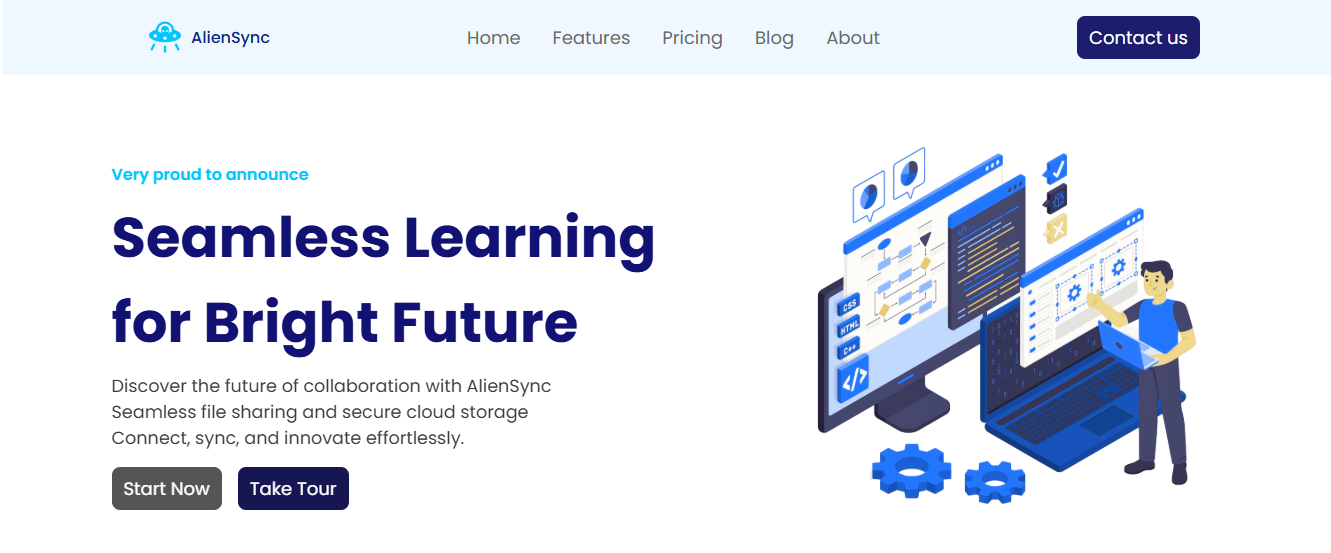 AlienSync
Home
Features
Pricing
Blog
About
Contact us
Very proud to announce
Seamless Learning
for Bright Future
Discover the future of collaboration with AlienSync
Seamless file sharing and secure cloud storage
Connect, sync, and innovate effortlessly.
Start Now
Take Tour
CSS
HTML
C++
</>